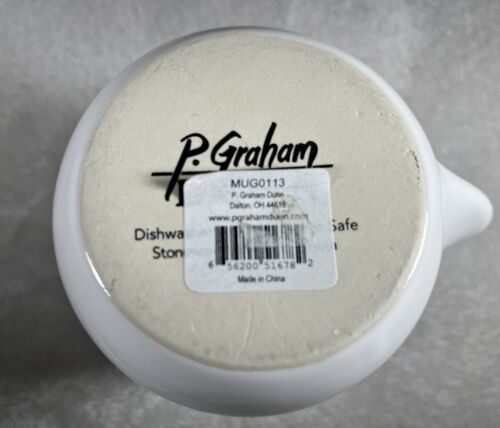 P. Graham
MUG0113
P. Graham Dunn
Dalton, OH 44618
www.pgrahamdunn.com
Dishwa Safe
Ston
6 56200 51678 2
Made in China